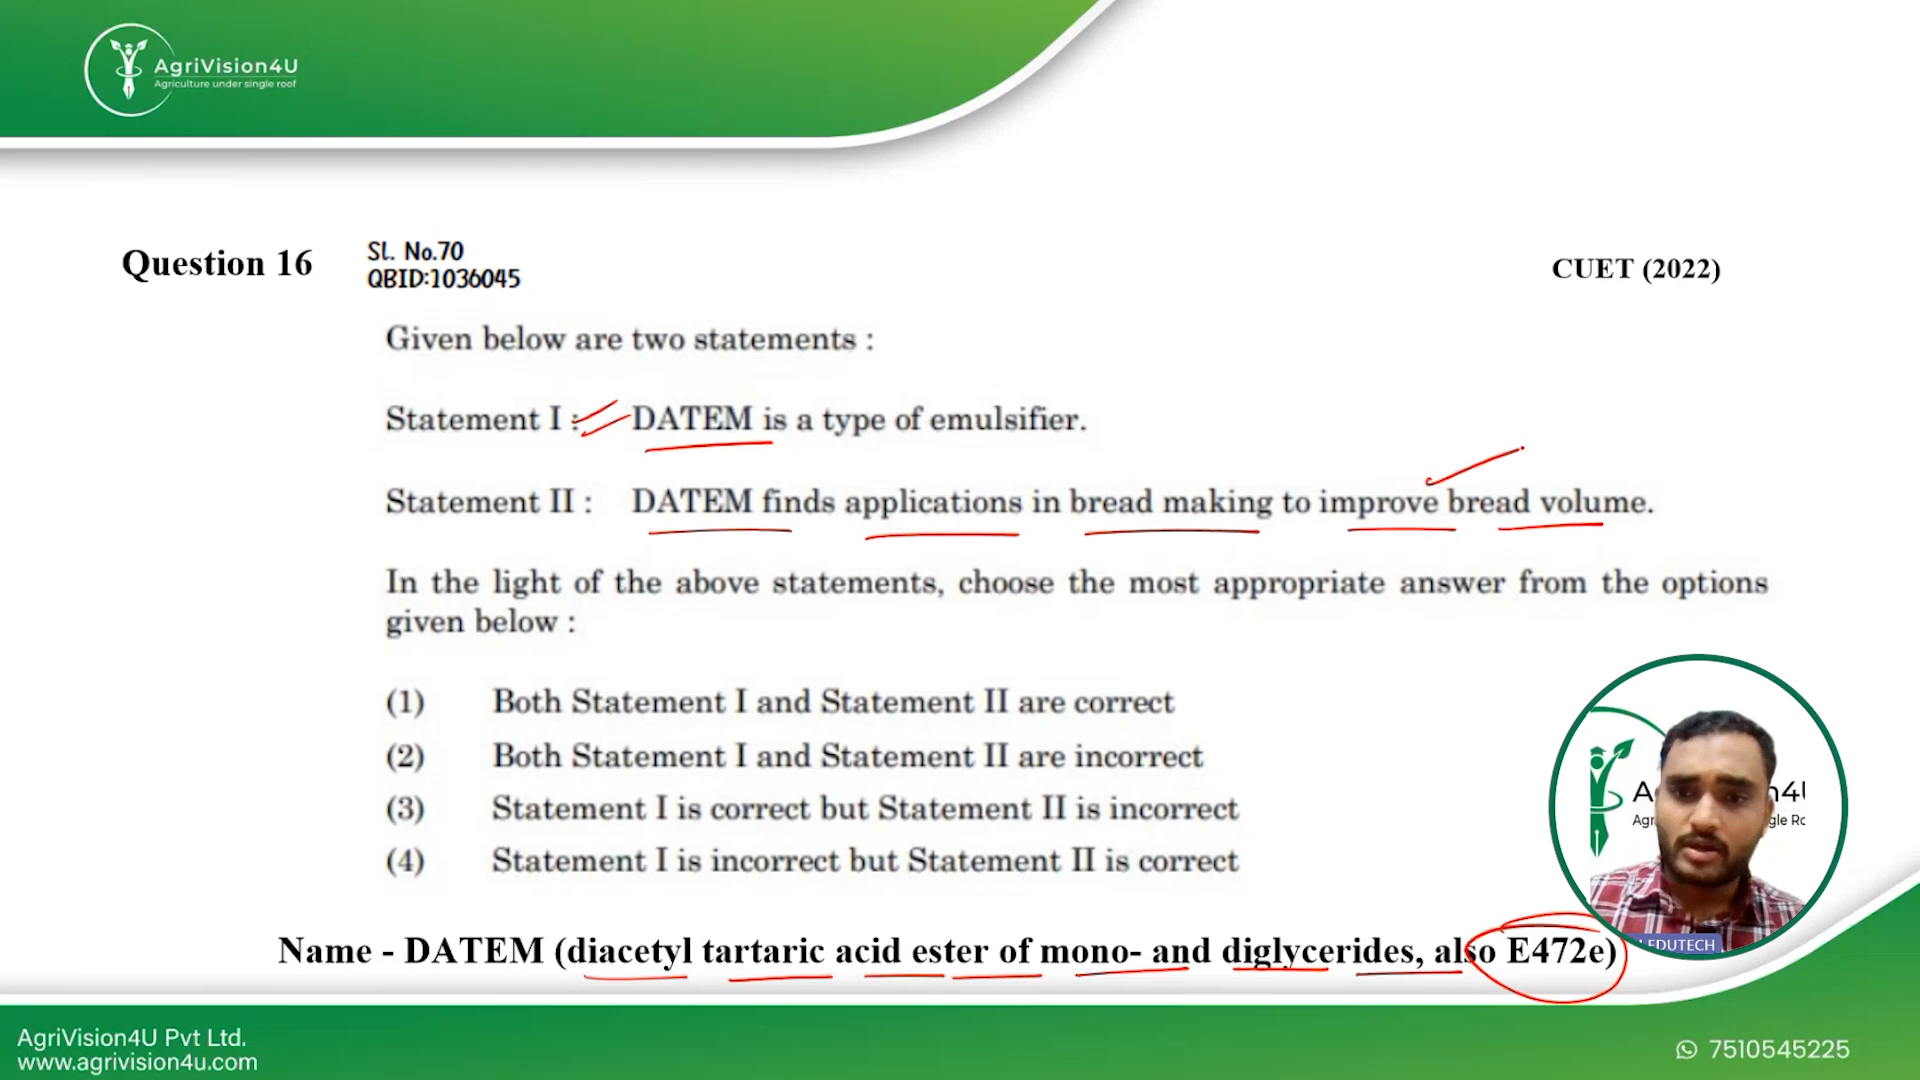 AgriVision4U
Agriculture under single roof
Question 16
Sl. No.70
QBID:1036045
CUET (2022)
Given below are two statements :
Statement I : DATEM is a type of emulsifier.
Statement II : DATEM finds applications in bread making to improve bread volume.
In the light of the above statements, choose the most appropriate answer from the options
given below :
(1) Both Statement I and Statement II are correct
(2) Both Statement I and Statement II are incorrect
(3) Statement I is correct but Statement II is incorrect
(4) Statement I is incorrect but Statement II is correct
Name - DATEM (diacetyl tartaric acid ester of mono- and diglycerides, also E472e)
EDUTECH
AgriVision4U Pvt Ltd.
www.agrivision4u.com
7510545225